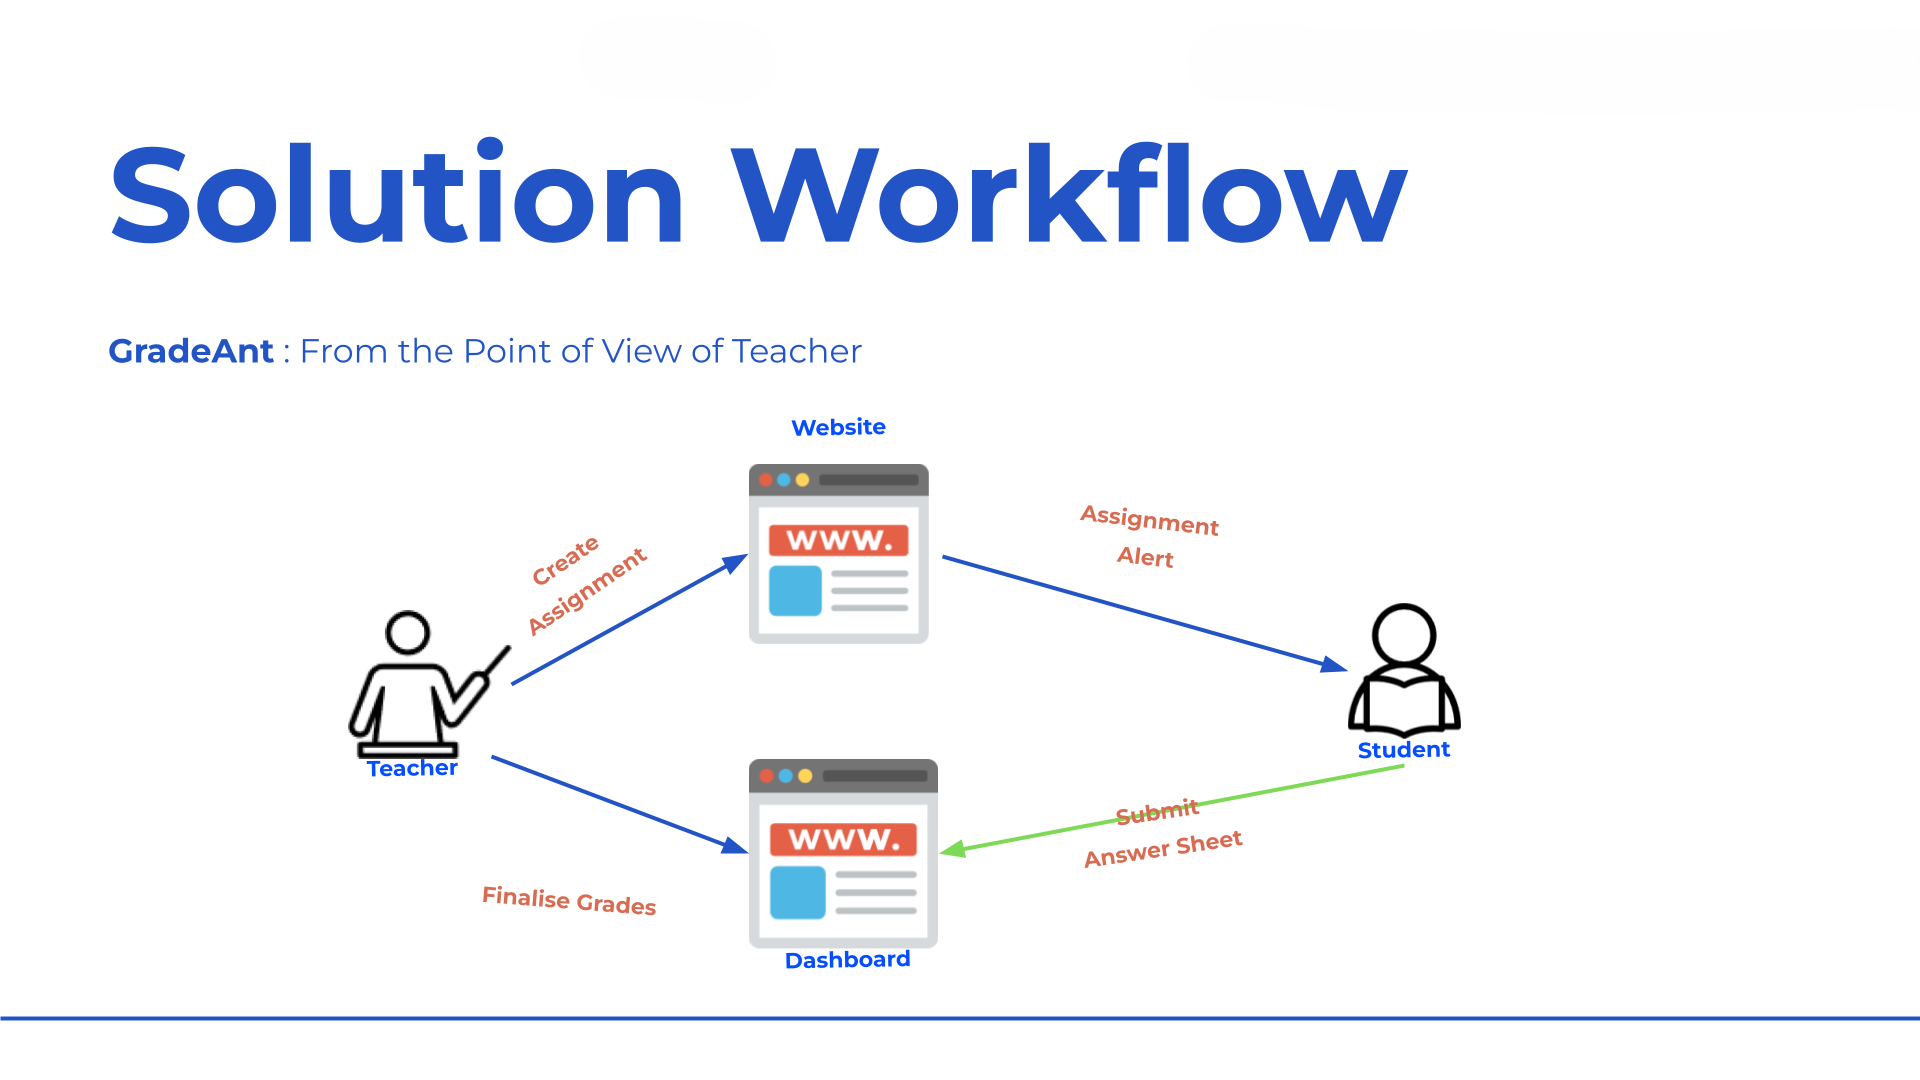 Solution Workflow
GradeAnt : From the Point of View of Teacher
Website
www.
Create
Assignment
Assignment
Alert
Teacher
Student
www.
Submit
Answer Sheet
Finalise Grades
Dashboard